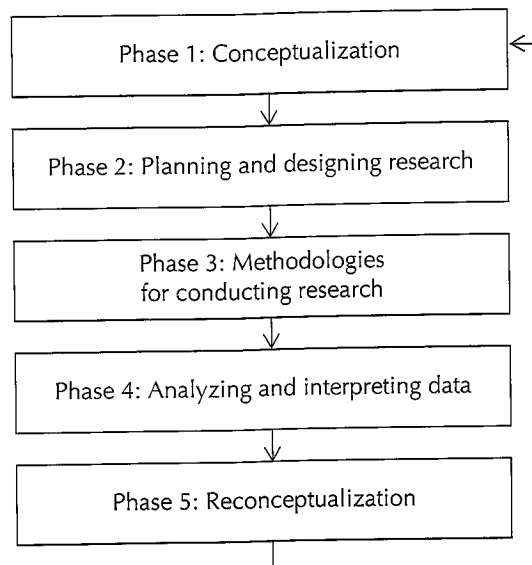 Phase 1: Conceptualization
Phase 2: Planning and designing research
Phase 3: Methodologies
for conducting research
Phase 4: Analyzing and interpreting data
Phase 5: Reconceptualization